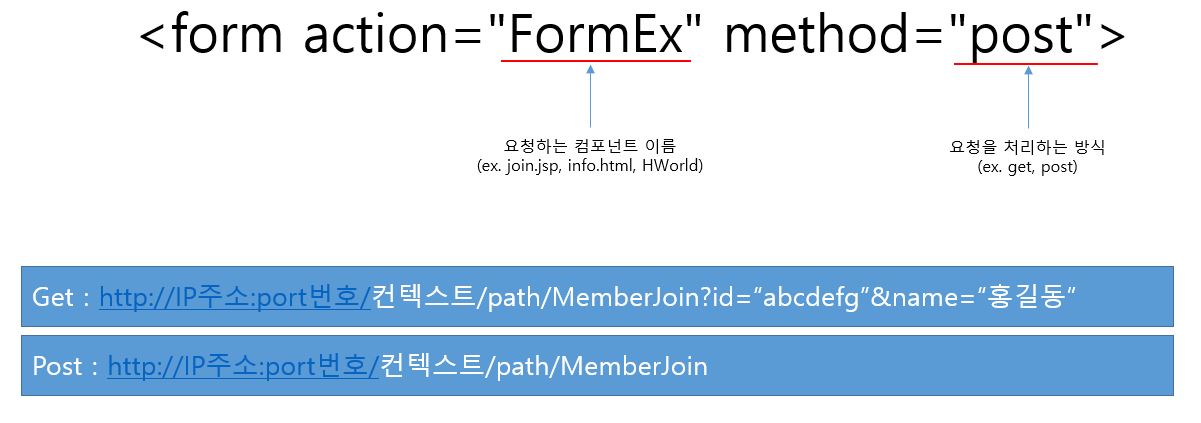 <form action="FormEx" method="post">
요청하는 컴포넌트 이름
(ex. join.jsp, info.html, HWorld)
요청을 처리하는 방식
(ex. get, post)
Get : http://IP주소:port번호/컨텍스트/path/MemberJoin?id=“abcdefg”&name=“홍길동“
Post : http://IP주소:port번호/컨텍스트/path/MemberJoin